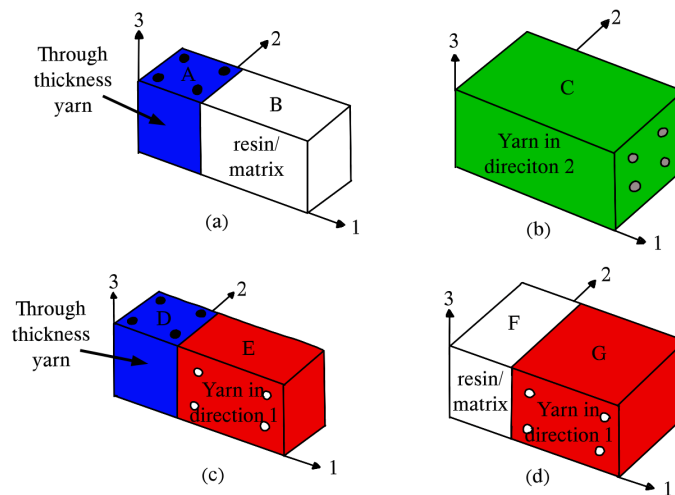 3
2
Through
thickness
yarn
A
B
resin/
matrix
1
(a)
3
2
C
Yarn in
direciton 2
1
(b)
3
2
Through
thickness
yarn
D
E
Yarn in
direction 1
1
(c)
3
2
F
G
resin/
matrix
Yarn in
direction 1
1
(d)